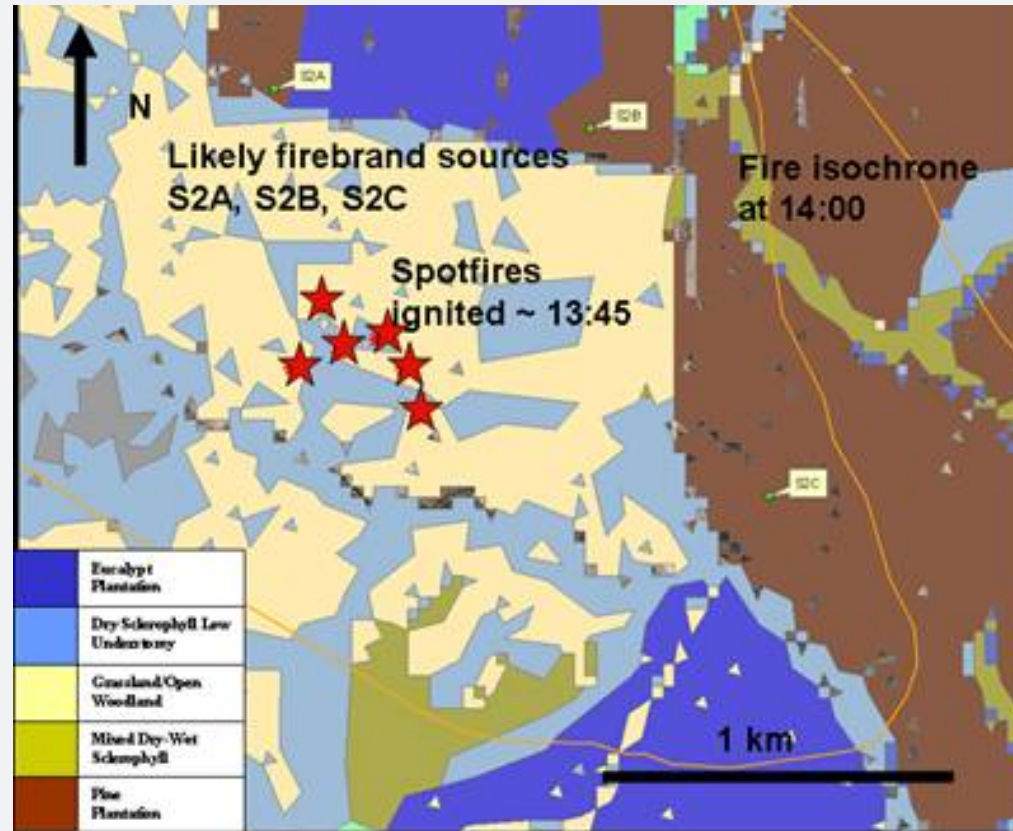 S2A
N
S2B
Likely firebrand sources
S2A, S2B, S2C
Fire isochrone
at 14:00
Spotfires
ignited ~ 13:45
S2C
1 km
Eucalypt
Plantation
Dry Sclerophyll Low
Understorey
Grassland/Open
Woodland
Mixed Dry-Wet
Sclerophyll
Pine
Plantation